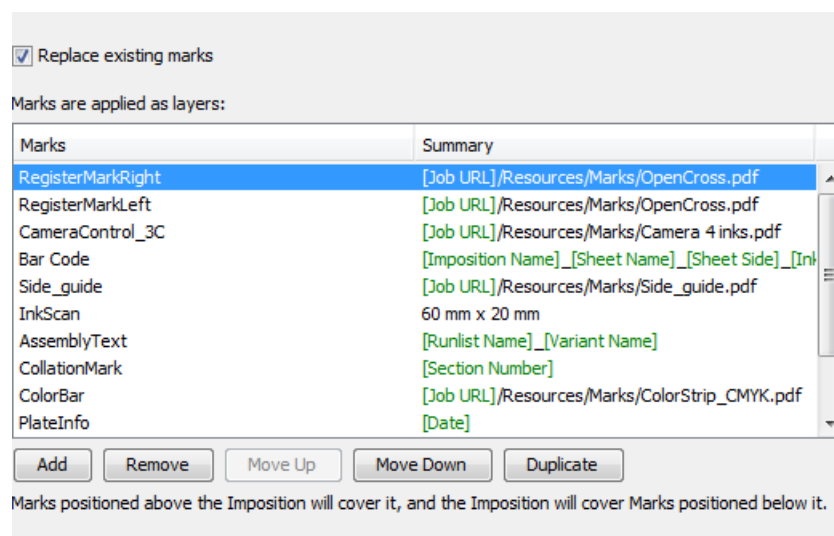 Replace existing marks
Marks are applied as layers:
Marks Summary
RegisterMarkRight [Job URL]/Resources/Marks/OpenCross.pdf
RegisterMarkLeft [Job URL]/Resources/Marks/OpenCross.pdf
CameraControl_3C [Job URL]/Resources/Marks/Camera 4 inks.pdf
Bar Code [Imposition Name]_[Sheet Name]_[Sheet Side]_[Ink
Side_guide [Job URL]/Resources/Marks/Side_guide.pdf
InkScan 60 mm x 20 mm
AssemblyText [Runlist Name]_[Variant Name]
CollationMark [Section Number]
ColorBar [Job URL]/Resources/Marks/ColorStrip_CMYK.pdf
PlateInfo [Date]
Add Remove Move Up Move Down Duplicate
Marks positioned above the Imposition will cover it, and the Imposition will cover Marks positioned below it.